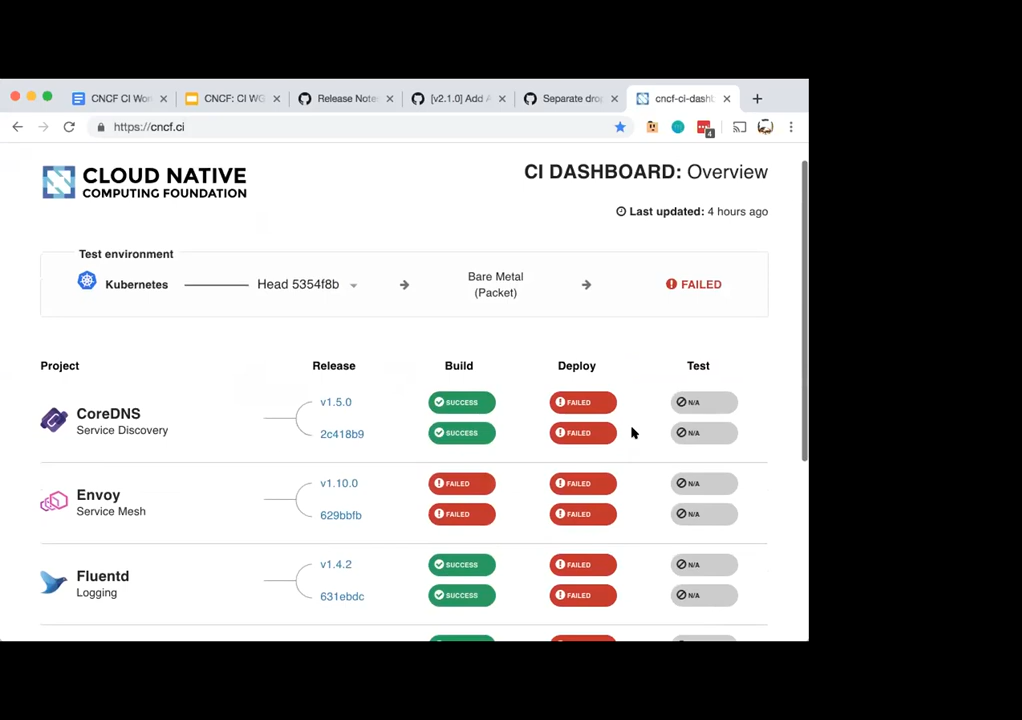 CNCF CI Wor
CNCF: CI WG
Release Note
[v2.1.0] Add A
Separate drop
cncf-ci-dash
https://cncf.ci
4
CLOUD NATIVE
COMPUTING FOUNDATION
CI DASHBOARD: Overview
Last updated: 4 hours ago
Test environment
Kubernetes
Head 5354f8b
Bare Metal
(Packet)
FAILED
Project Release Build Deploy Test
CoreDNS
Service Discovery
v1.5.0 SUCCESS FAILED N/A
2c418b9 SUCCESS FAILED N/A
Envoy
Service Mesh
v1.10.0 FAILED FAILED N/A
629bbfb FAILED FAILED N/A
Fluentd
Logging
v1.4.2 SUCCESS FAILED N/A
631ebdc SUCCESS FAILED N/A